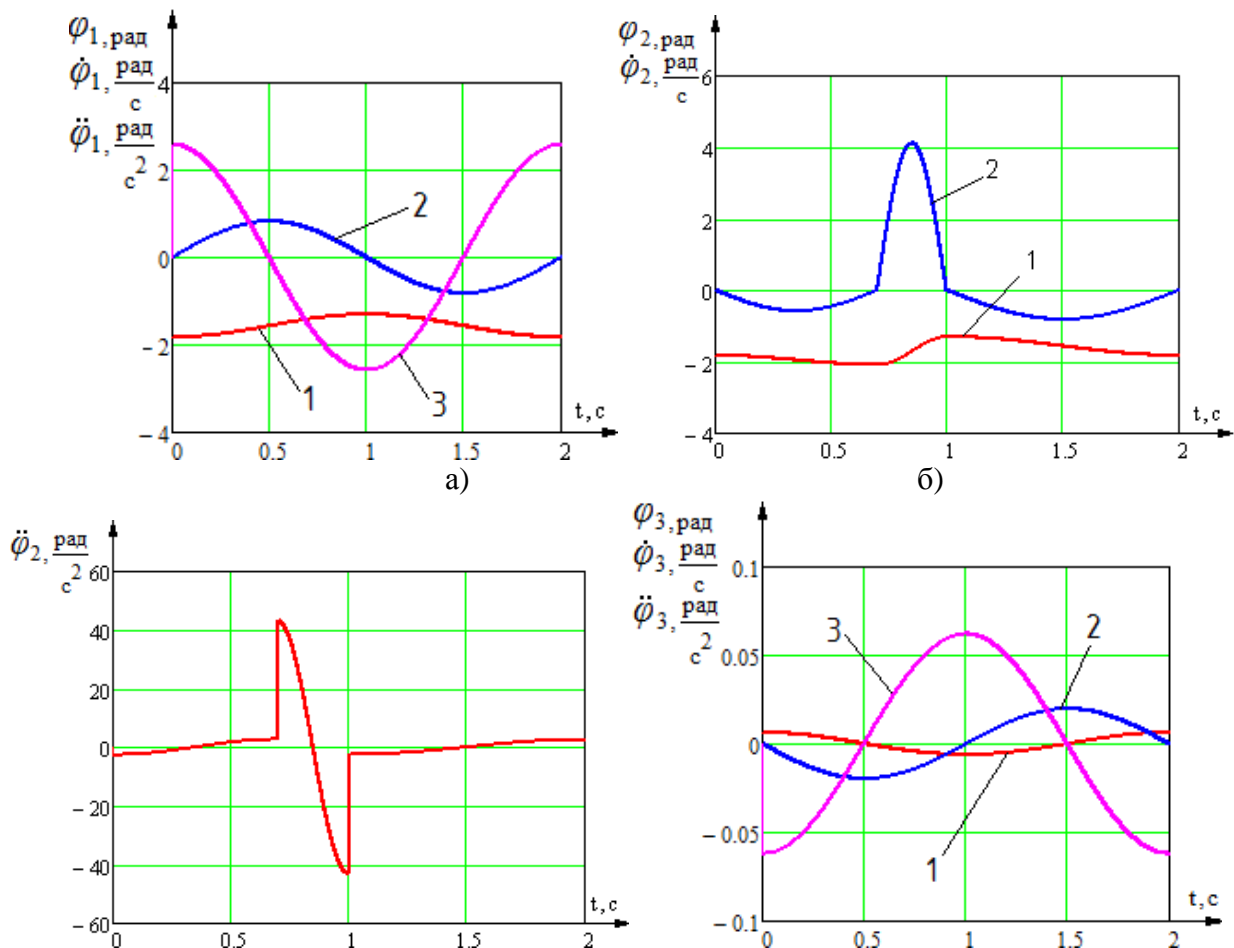 φ1, рад
φ̇1, рад/с
φ̈1, рад/с²
4
2
0
−2
−4
2
1
3
t, с
0 0.5 1 1.5 2
а)
φ2, рад
φ̇2, рад/с
6
4
2
0
−2
−4
2
1
t, с
0 0.5 1 1.5 2
б)
φ̈2, рад/с²
60
40
20
0
−20
−40
−60
t, с
0 0.5 1 1.5 2
φ3, рад
φ̇3, рад/с
φ̈3, рад/с²
0.1
0.05
0
−0.05
−0.1
3
2
1
t, с
0 0.5 1 1.5 2